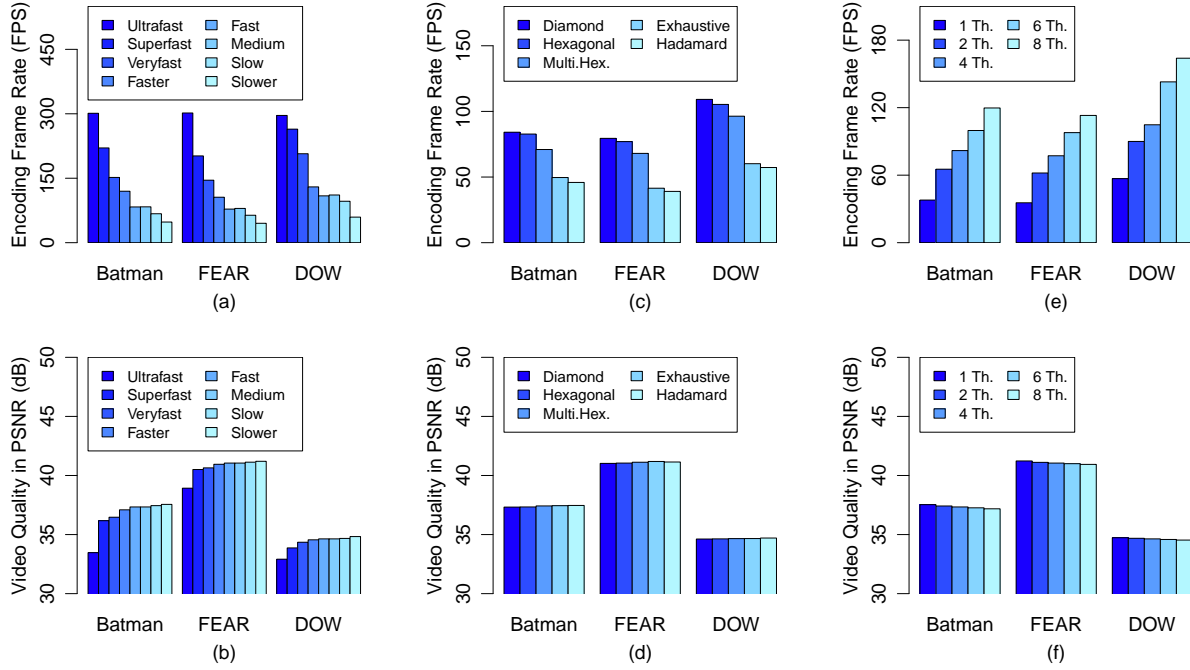 Encoding Frame Rate (FPS)
0 150 300 450
Ultrafast Fast
Superfast Medium
Veryfast Slow
Faster Slower
Batman FEAR DOW
(a)
Encoding Frame Rate (FPS)
0 50 100 150
Diamond Exhaustive
Hexagonal Hadamard
Multi.Hex.
Batman FEAR DOW
(c)
Encoding Frame Rate (FPS)
0 60 120 180
1 Th. 6 Th.
2 Th. 8 Th.
4 Th.
Batman FEAR DOW
(e)
Video Quality in PSNR (dB)
30 35 40 45 50
Ultrafast Fast
Superfast Medium
Veryfast Slow
Faster Slower
Batman FEAR DOW
(b)
Video Quality in PSNR (dB)
30 35 40 45 50
Diamond Exhaustive
Hexagonal Hadamard
Multi.Hex.
Batman FEAR DOW
(d)
Video Quality in PSNR (dB)
30 35 40 45 50
1 Th. 6 Th.
2 Th. 8 Th.
4 Th.
Batman FEAR DOW
(f)